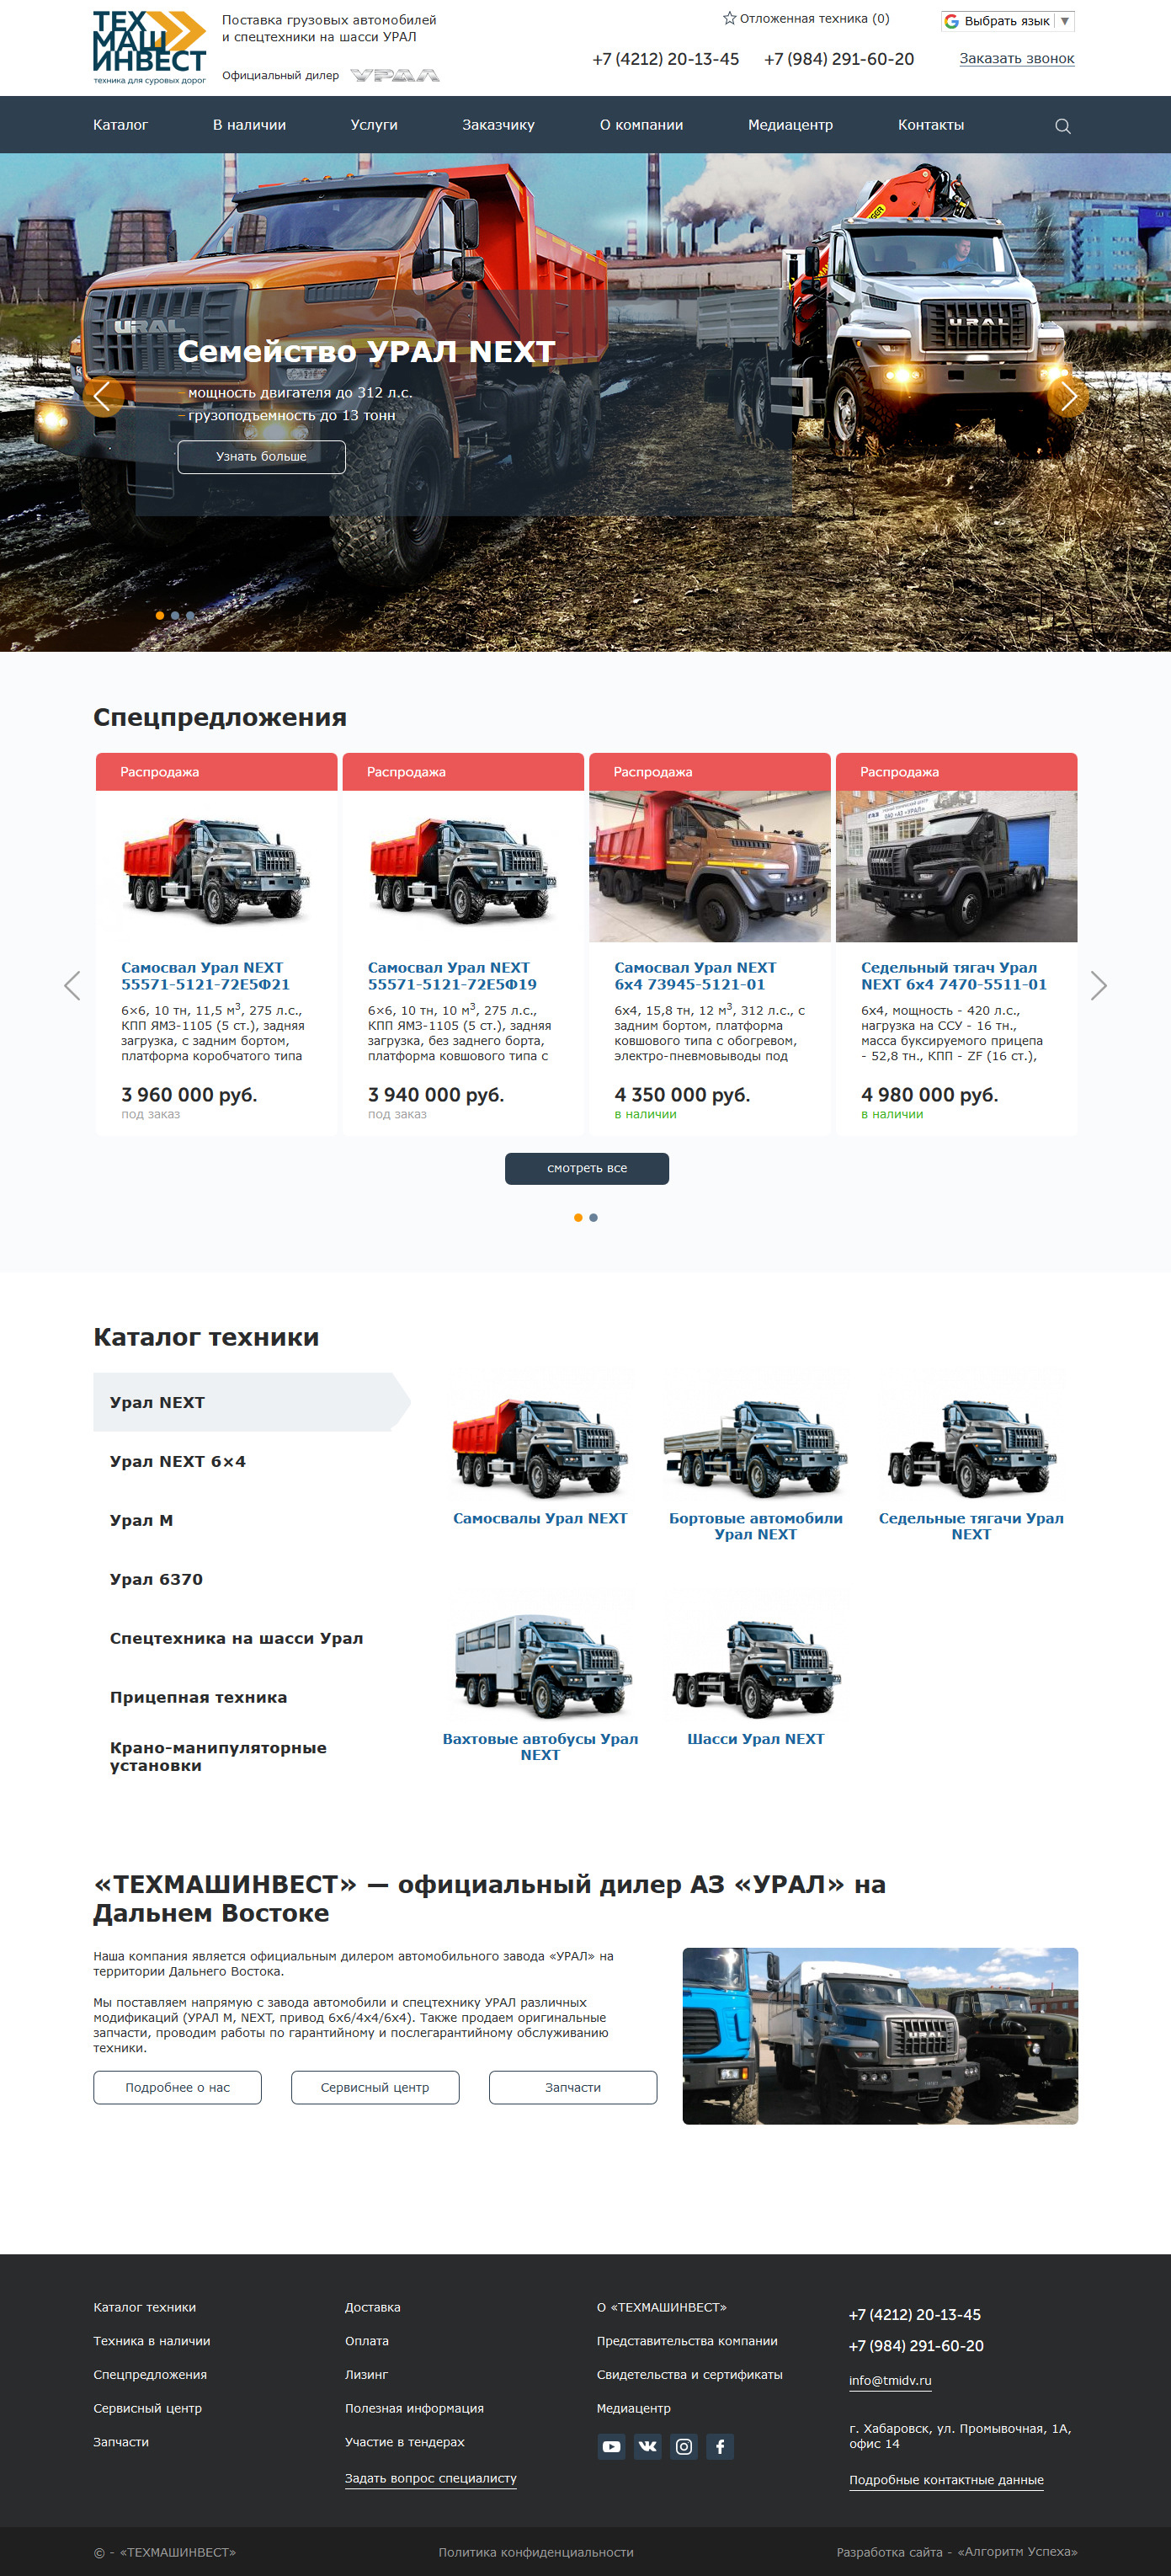 ТЕХ
МАШ
ИНВЕСТ
техника для суровых дорог
Поставка грузовых автомобилей
и спецтехники на шасси УРАЛ
Официальный дилер УРАЛ
Отложенная техника (0)
Выбрать язык ▼
+7 (4212) 20-13-45 +7 (984) 291-60-20
Заказать звонок
Каталог В наличии Услуги Заказчику О компании Медиацентр Контакты
URAL
URAL
Семейство УРАЛ NEXT
– мощность двигателя до 312 л.с.
– грузоподъемность до 13 тонн
Узнать больше
Спецпредложения
Распродажа
Самосвал Урал NEXT
55571-5121-72Е5Ф21
6×6, 10 тн, 11,5 м³, 275 л.с.,
КПП ЯМЗ-1105 (5 ст.), задняя
загрузка, с задним бортом,
платформа коробчатого типа
3 960 000 руб.
под заказ
Распродажа
Самосвал Урал NEXT
55571-5121-72Е5Ф19
6×6, 10 тн, 10 м³, 275 л.с.,
КПП ЯМЗ-1105 (5 ст.), задняя
загрузка, без заднего борта,
платформа ковшового типа с
3 940 000 руб.
под заказ
Распродажа
Самосвал Урал NEXT
6х4 73945-5121-01
6х4, 15,8 тн, 12 м³, 312 л.с., с
задним бортом, платформа
ковшового типа с обогревом,
электро-пневмовыводы под
4 350 000 руб.
в наличии
Распродажа
Седельный тягач Урал
NEXT 6х4 7470-5511-01
6х4, мощность - 420 л.с.,
нагрузка на ССУ - 16 тн.,
масса буксируемого прицепа
- 52,8 тн., КПП - ZF (16 ст.),
4 980 000 руб.
в наличии
смотреть все
Каталог техники
Урал NEXT
Урал NEXT 6×4
Урал М
Урал 6370
Спецтехника на шасси Урал
Прицепная техника
Крано-манипуляторные
установки
Самосвалы Урал NEXT
Бортовые автомобили
Урал NEXT
Седельные тягачи Урал
NEXT
Вахтовые автобусы Урал
NEXT
Шасси Урал NEXT
«ТЕХМАШИНВЕСТ» — официальный дилер АЗ «УРАЛ» на
Дальнем Востоке
Наша компания является официальным дилером автомобильного завода «УРАЛ» на
территории Дальнего Востока.
Мы поставляем напрямую с завода автомобили и спецтехнику УРАЛ различных
модификаций (УРАЛ М, NEXT, привод 6х6/4х4/6х4). Также продаем оригинальные
запчасти, проводим работы по гарантийному и послегарантийному обслуживанию
техники.
Подробнее о нас
Сервисный центр
Запчасти
URAL
Каталог техники
Техника в наличии
Спецпредложения
Сервисный центр
Запчасти
Доставка
Оплата
Лизинг
Полезная информация
Участие в тендерах
Задать вопрос специалисту
О «ТЕХМАШИНВЕСТ»
Представительства компании
Свидетельства и сертификаты
Медиацентр
+7 (4212) 20-13-45
+7 (984) 291-60-20
info@tmidv.ru
г. Хабаровск, ул. Промывочная, 1А,
офис 14
Подробные контактные данные
© - «ТЕХМАШИНВЕСТ»
Политика конфиденциальности
Разработка сайта - «Алгоритм Успеха»